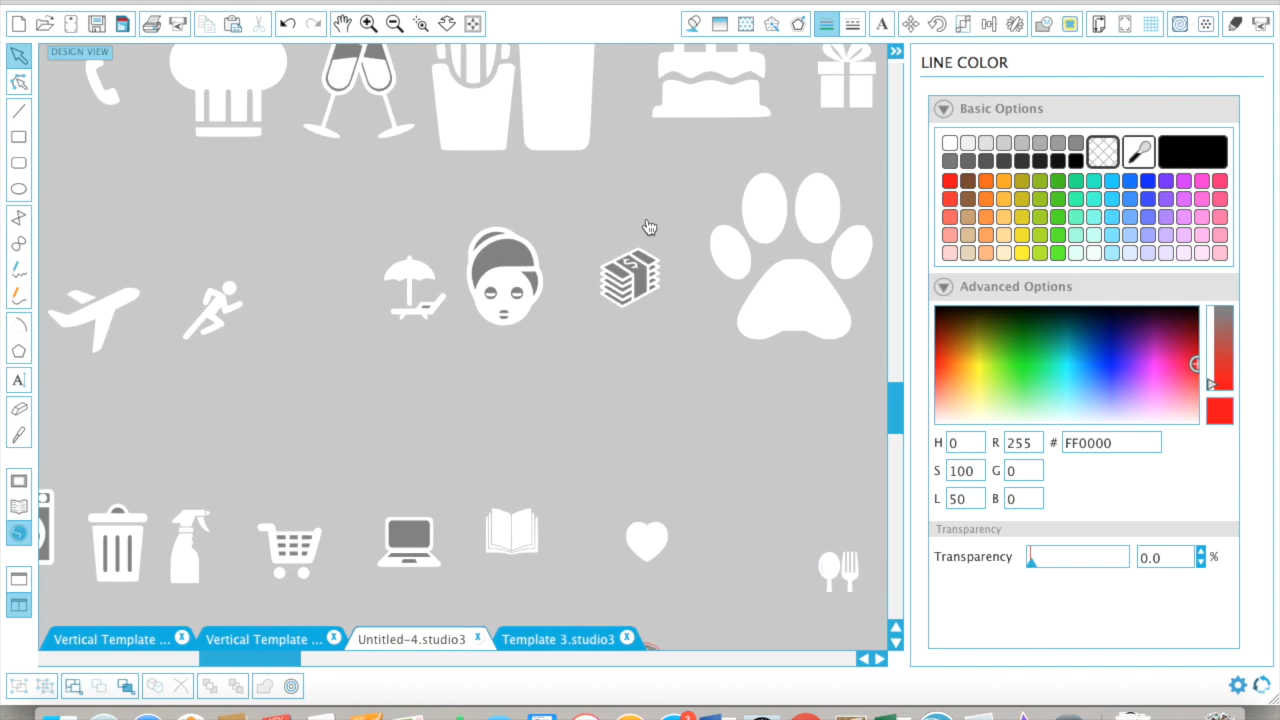 DESIGN VIEW
LINE COLOR
Basic Options
Advanced Options
H 0 R 255 # FF0000
S 100 G 0
L 50 B 0
Transparency
Transparency 0.0 %
A
A
$
Vertical Template ... x Vertical Template ... x Untitled-4.studio3 x Template 3.studio3 x